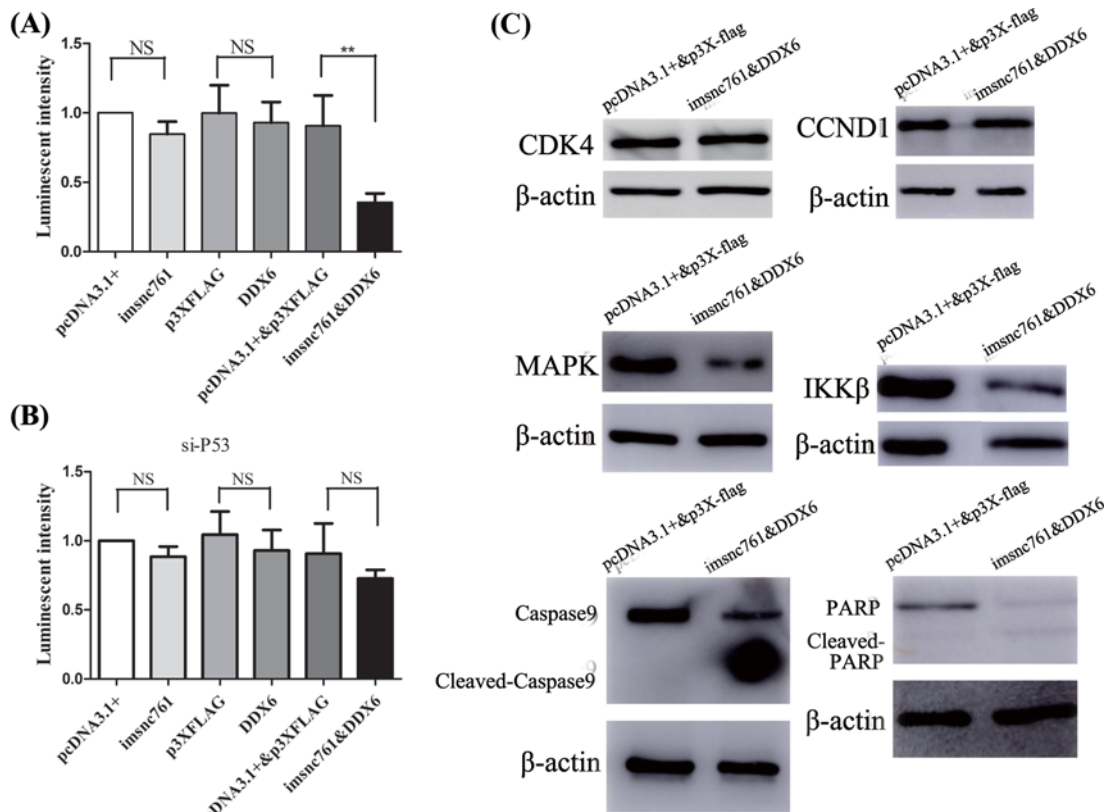 (A)
Luminescent intensity
1.5
1.0
0.5
0.0
NS
NS
**
pcDNA3.1+
imsnc761
p3XFLAG
DDX6
pcDNA3.1+&p3XFLAG
imsnc761&DDX6
(B)
si-P53
Luminescent intensity
1.5
1.0
0.5
0.0
NS
NS
NS
pcDNA3.1+
imsnc761
p3XFLAG
DDX6
DNA3.1+&p3XFLAG
imsnc761&DDX6
(C)
pcDNA3.1+&p3X-flag
imsnc761&DDX6
CDK4
β-actin
pcDNA3.1+&p3X-flag
imsnc761&DDX6
CCND1
β-actin
pcDNA3.1+&p3X-flag
imsnc761&DDX6
MAPK
β-actin
pcDNA3.1+&p3X-flag
imsnc761&DDX6
IKKβ
β-actin
pcDNA3.1+&p3X-flag
imsnc761&DDX6
Caspase9
Cleaved-Caspase9
β-actin
pcDNA3.1+&p3X-flag
imsnc761&DDX6
PARP
Cleaved-
PARP
β-actin